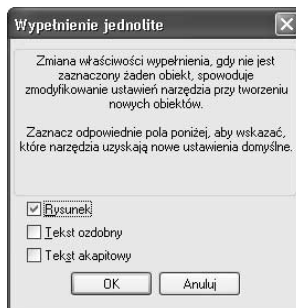 Wypełnienie jednolite
Zmiana właściwości wypełnienia, gdy nie jest
zaznaczony żaden obiekt, spowoduje
zmodyfikowanie ustawień narzędzia przy tworzeniu
nowych obiektów.
Zaznacz odpowiednie pola poniżej, aby wskazać,
które narzędzia uzyskają nowe ustawienia domyślne.
Rysunek
Tekst ozdobny
Tekst akapitowy
OK Anuluj